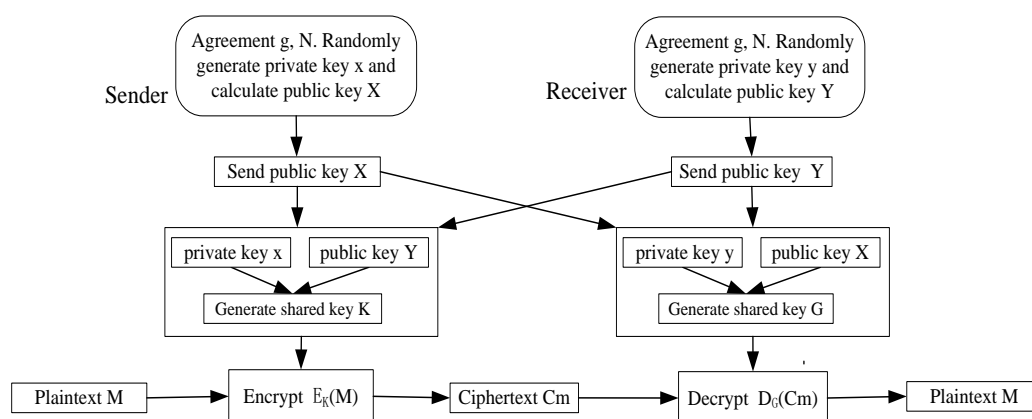 Agreement g, N. Randomly
generate private key x and
calculate public key X
Sender
Agreement g, N. Randomly
generate private key y and
calculate public key Y
Receiver
Send public key X
Send public key Y
private key x
public key Y
Generate shared key K
private key y
public key X
Generate shared key G
Plaintext M
Encrypt E_K(M)
Ciphertext Cm
Decrypt D_G(Cm)
Plaintext M